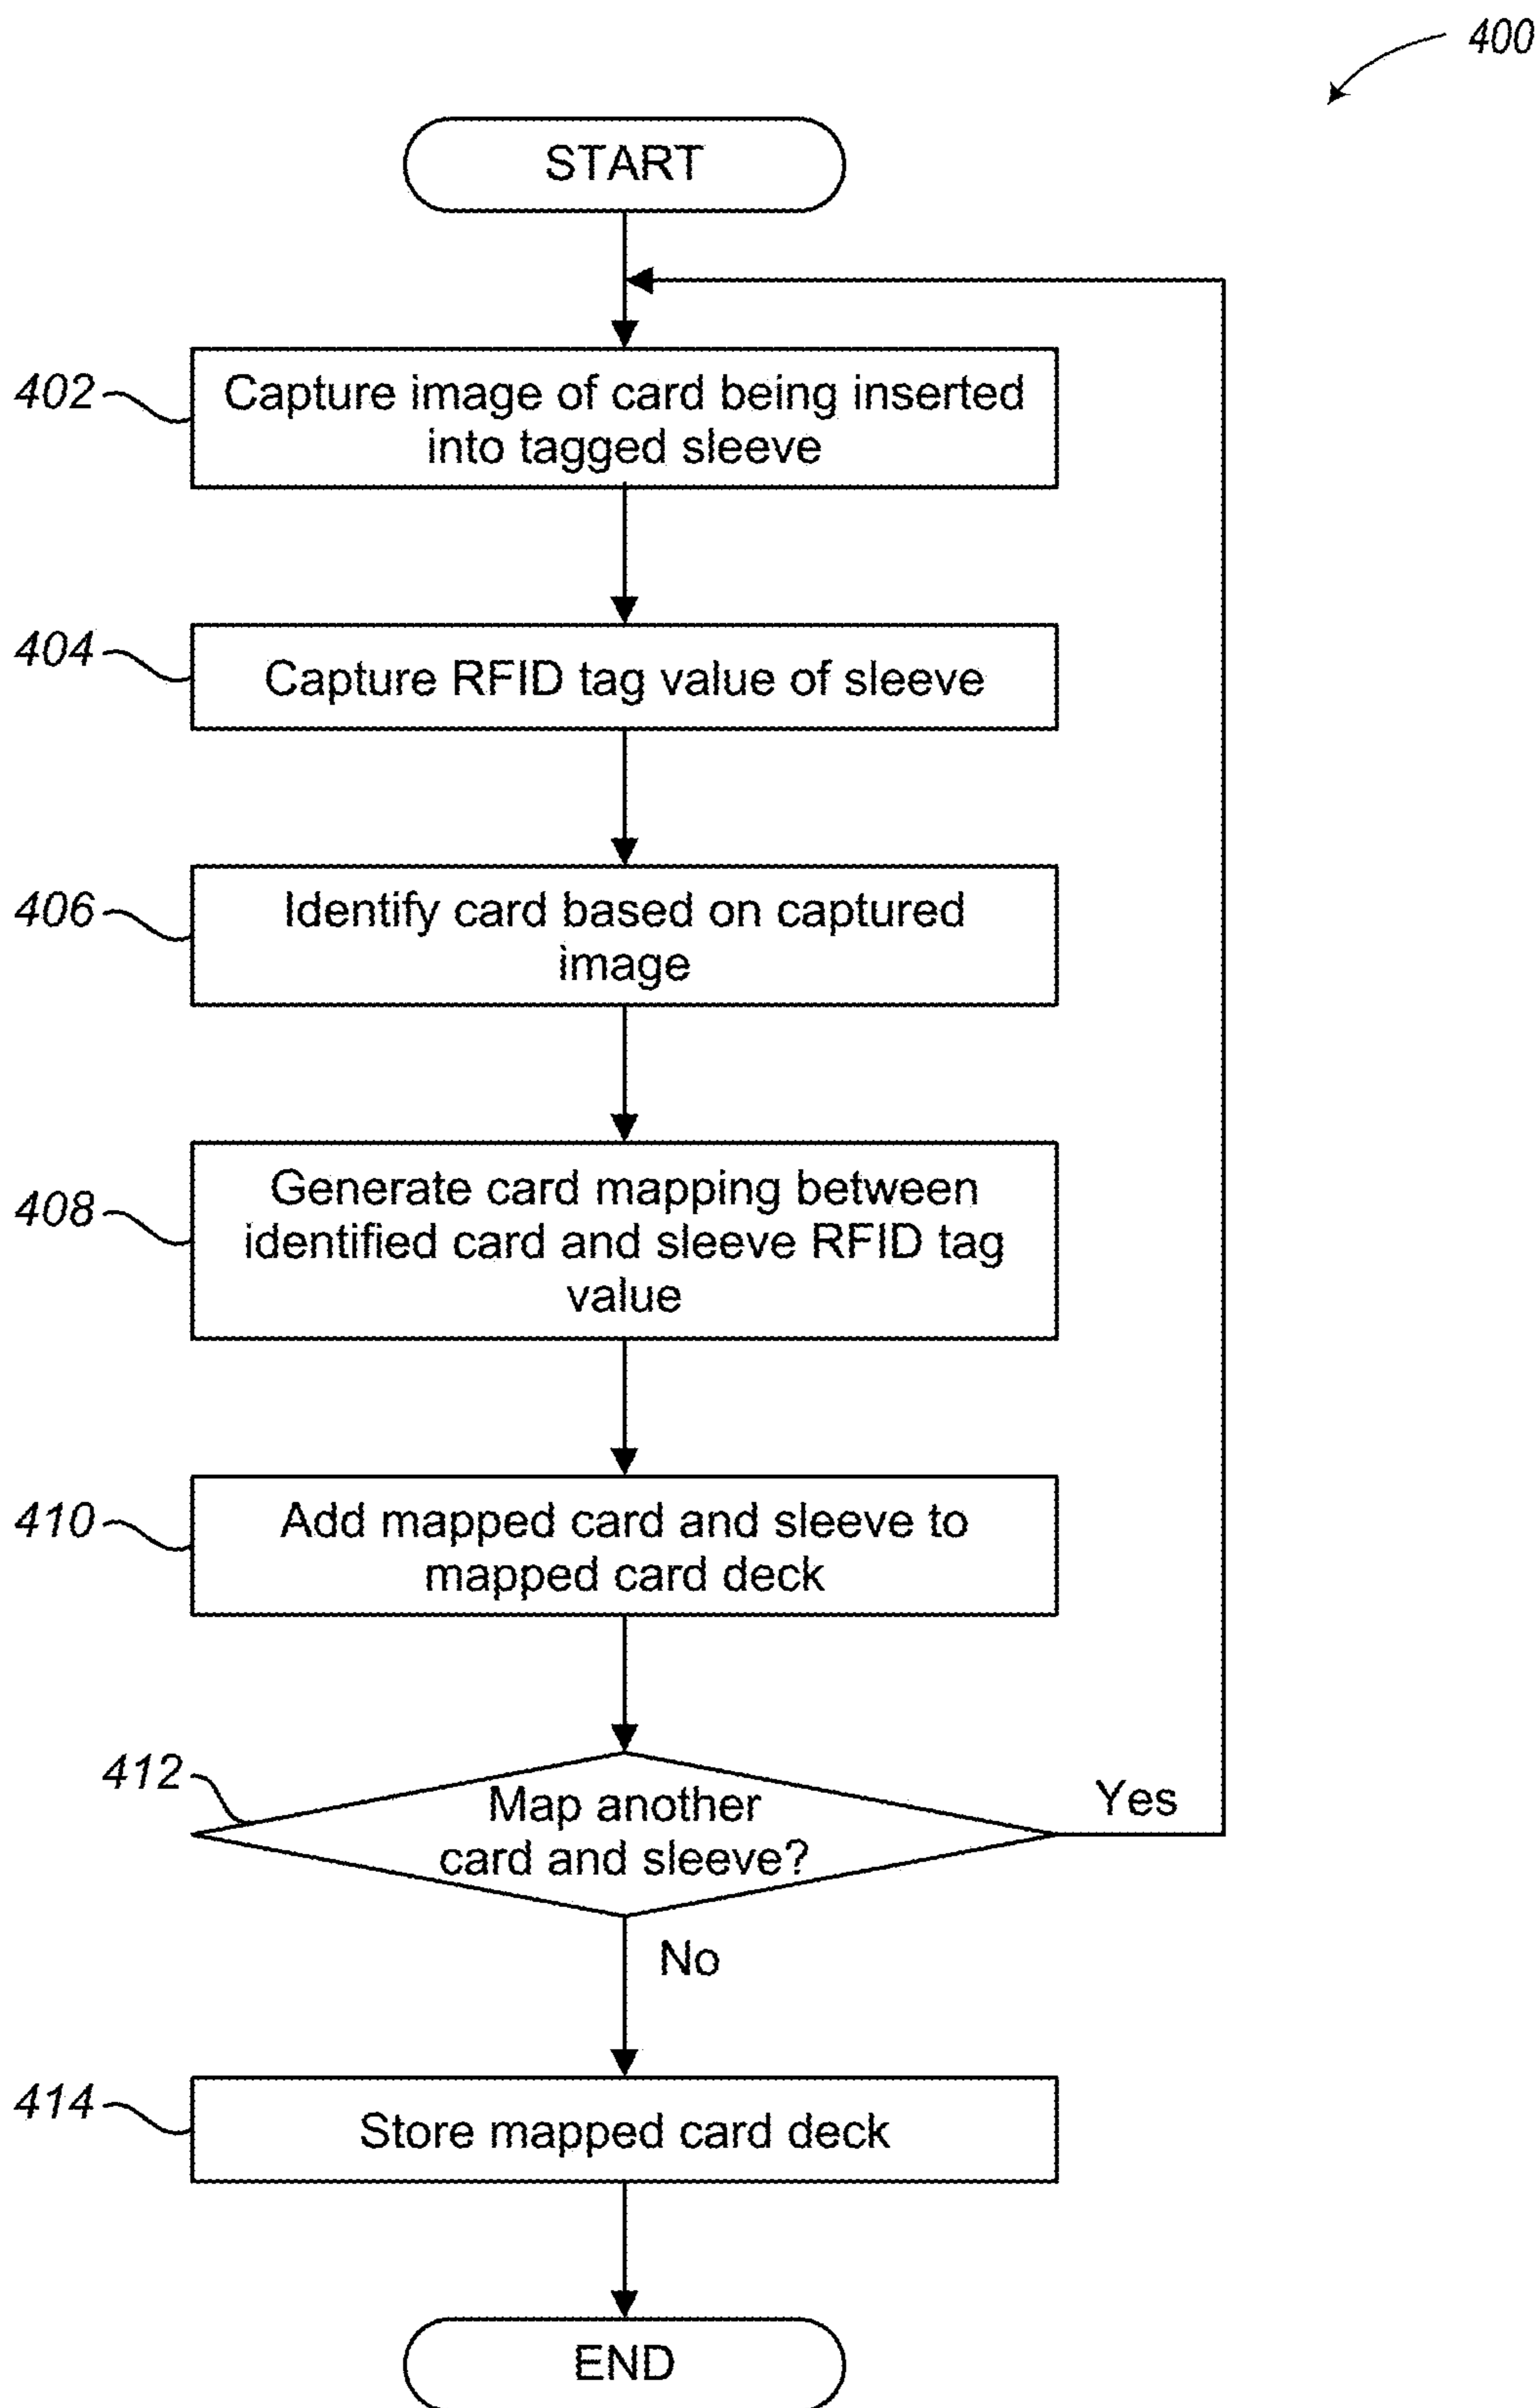 400
START
402
Capture image of card being inserted
into tagged sleeve
404
Capture RFID tag value of sleeve
406
Identify card based on captured
image
408
Generate card mapping between
identified card and sleeve RFID tag
value
410
Add mapped card and sleeve to
mapped card deck
412
Map another
card and sleeve?
Yes
No
414
Store mapped card deck
END